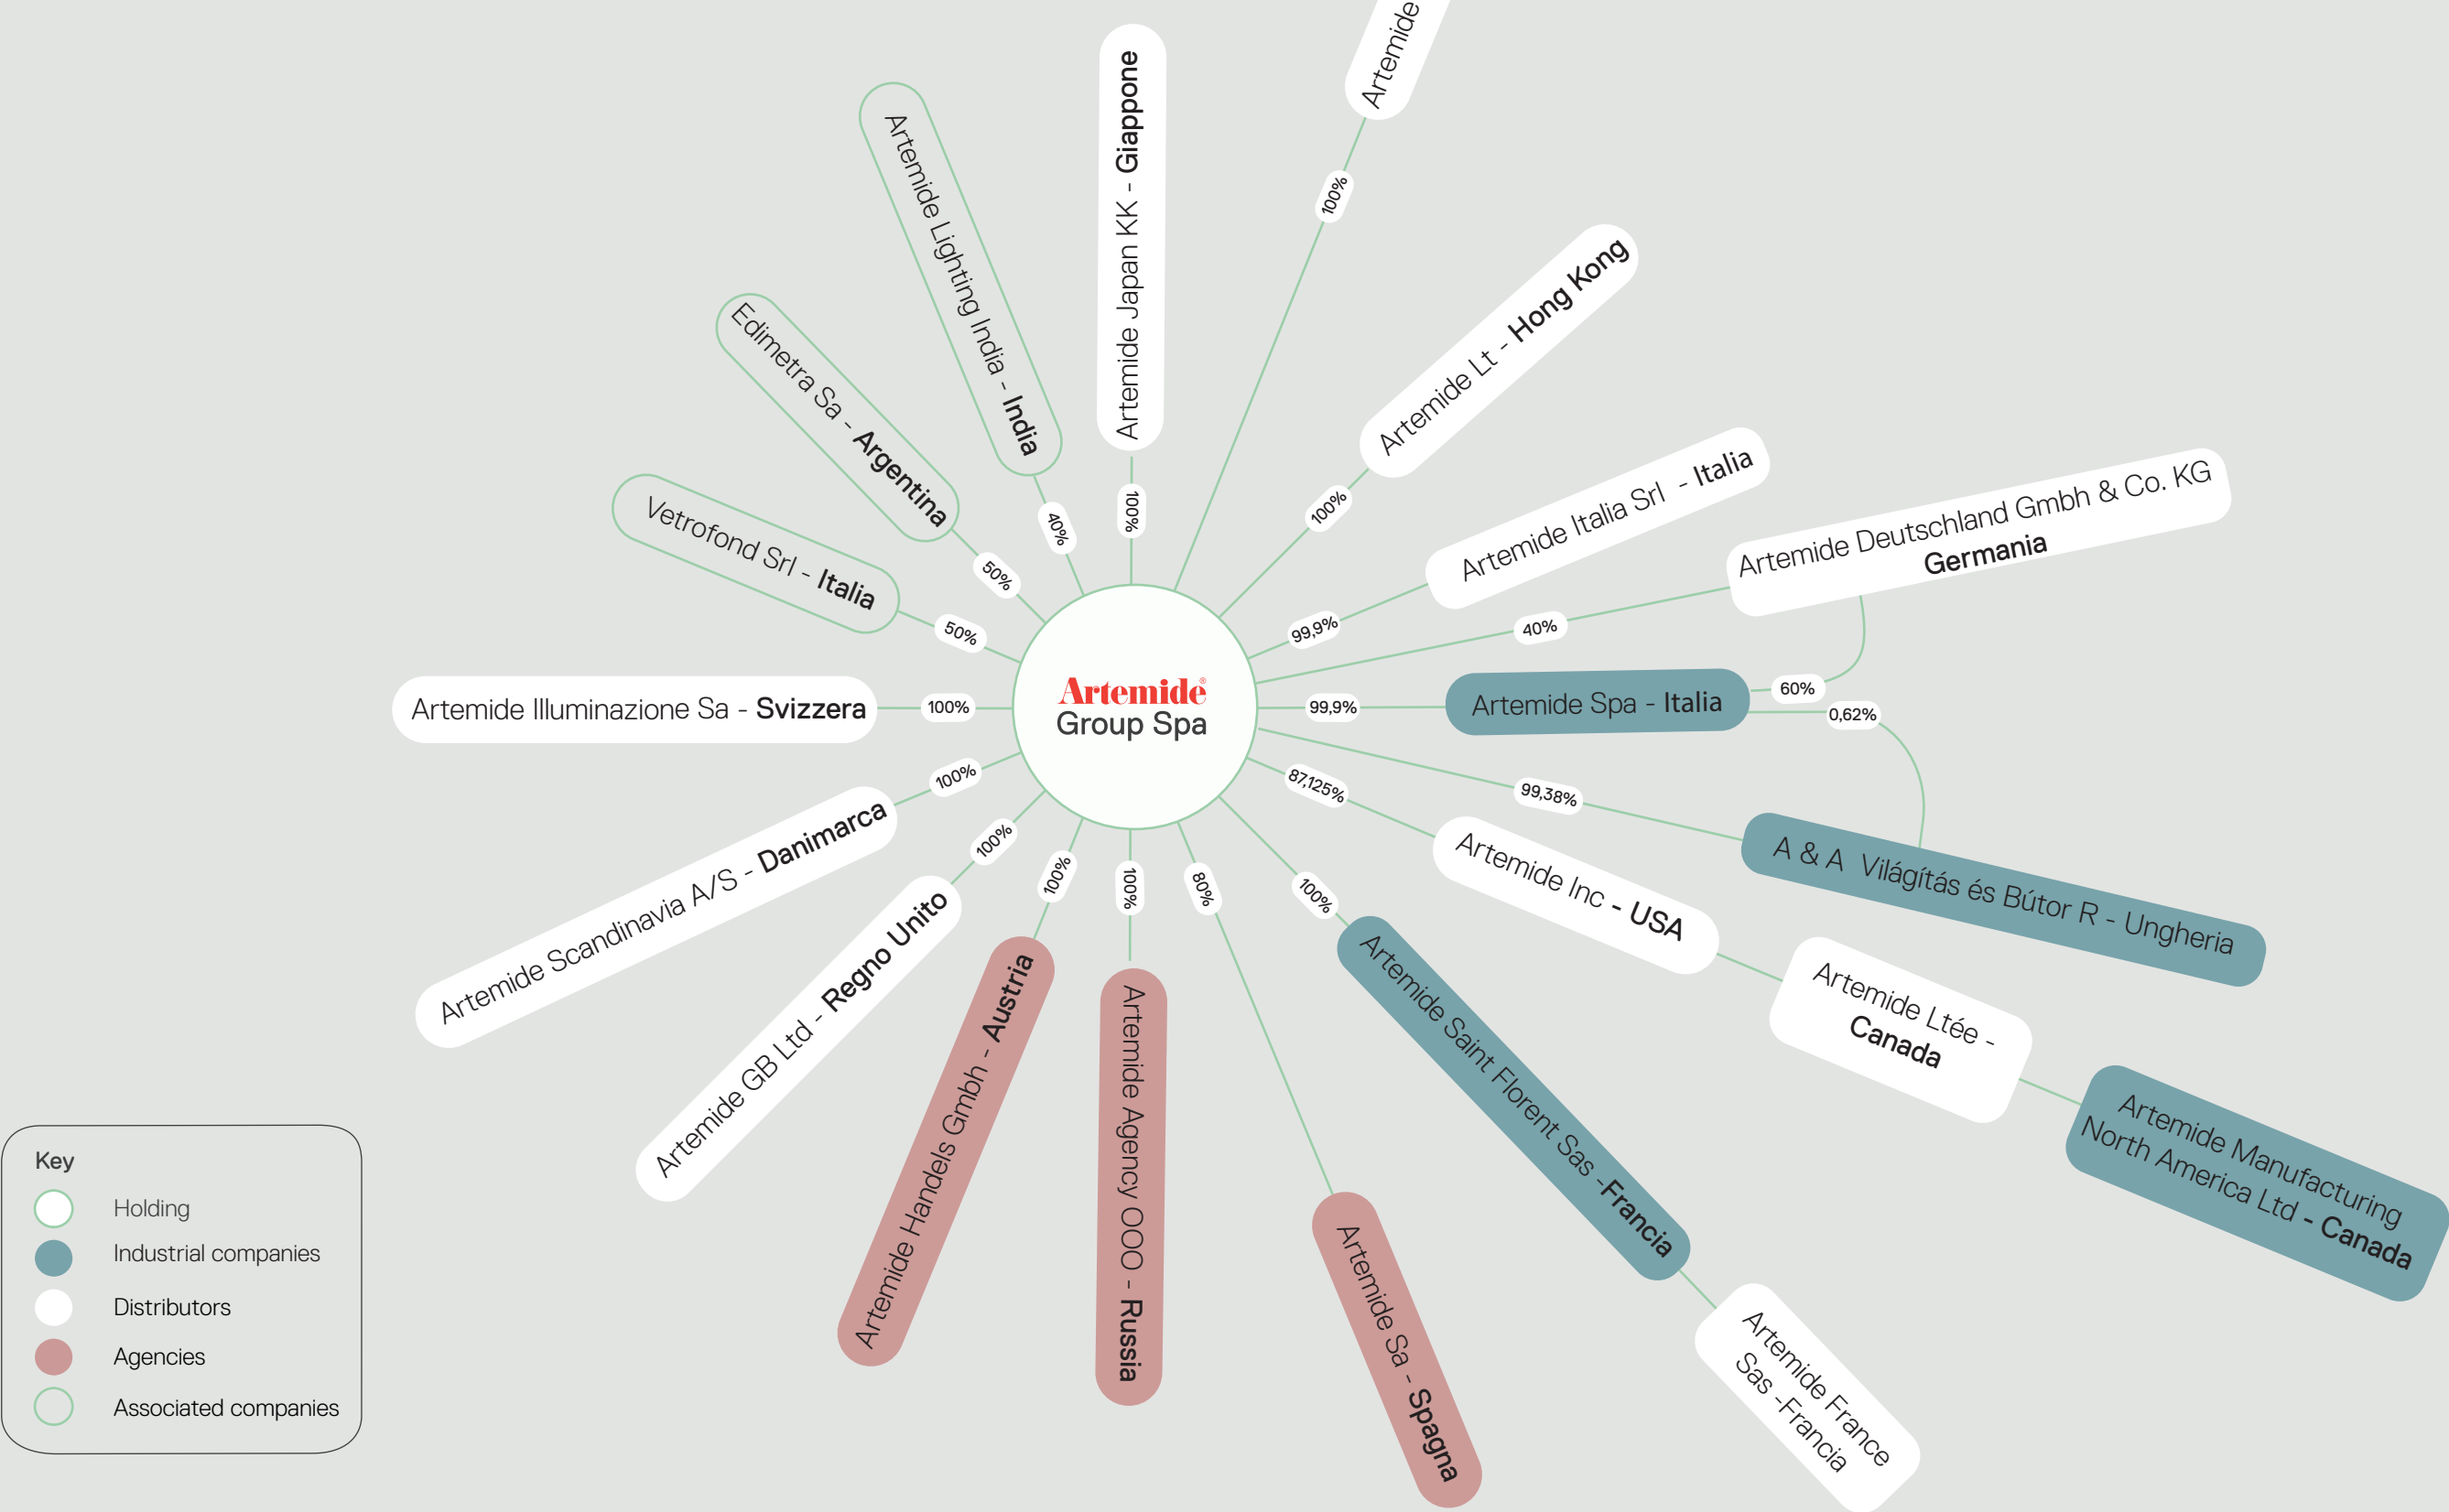 Artemide
100%
Artemide Japan KK - Giappone
100%
Artemide Lighting India - India
40%
Edimetra Sa - Argentina
50%
Vetrofond Srl - Italia
50%
Artemide Illuminazione Sa - Svizzera
100%
Artemide Scandinavia A/S - Danimarca
100%
Artemide GB Ltd - Regno Unito
100%
Artemide Handels Gmbh - Austria
100%
Artemide Agency OOO - Russia
100%
Artemide Sa - Spagna
80%
Artemide Saint Florent Sas -Francia
100%
Artemide France
Sas -Francia
Artemide Inc - USA
87,125%
Artemide Ltée -
Canada
Artemide Manufacturing
North America Ltd - Canada
A & A Világítás és Bútor R - Ungheria
99,38%
0,62%
Artemide Spa - Italia
99,9%
60%
Artemide Deutschland Gmbh & Co. KG
Germania
40%
Artemide Italia Srl - Italia
99,9%
Artemide Lt - Hong Kong
100%
Artemide®
Group Spa
Key
Holding
Industrial companies
Distributors
Agencies
Associated companies